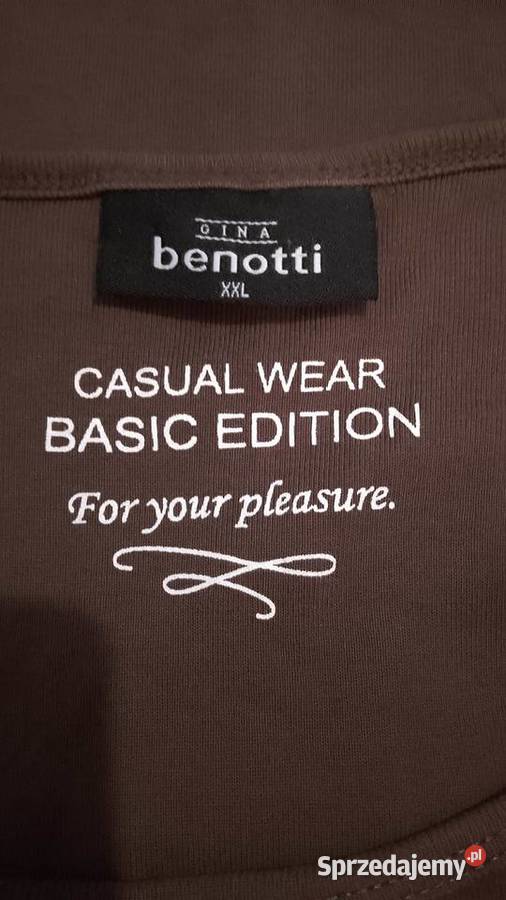 GINA
benotti
XXL
CASUAL WEAR
BASIC EDITION
For your pleasure.
Sprzedajemy.pl